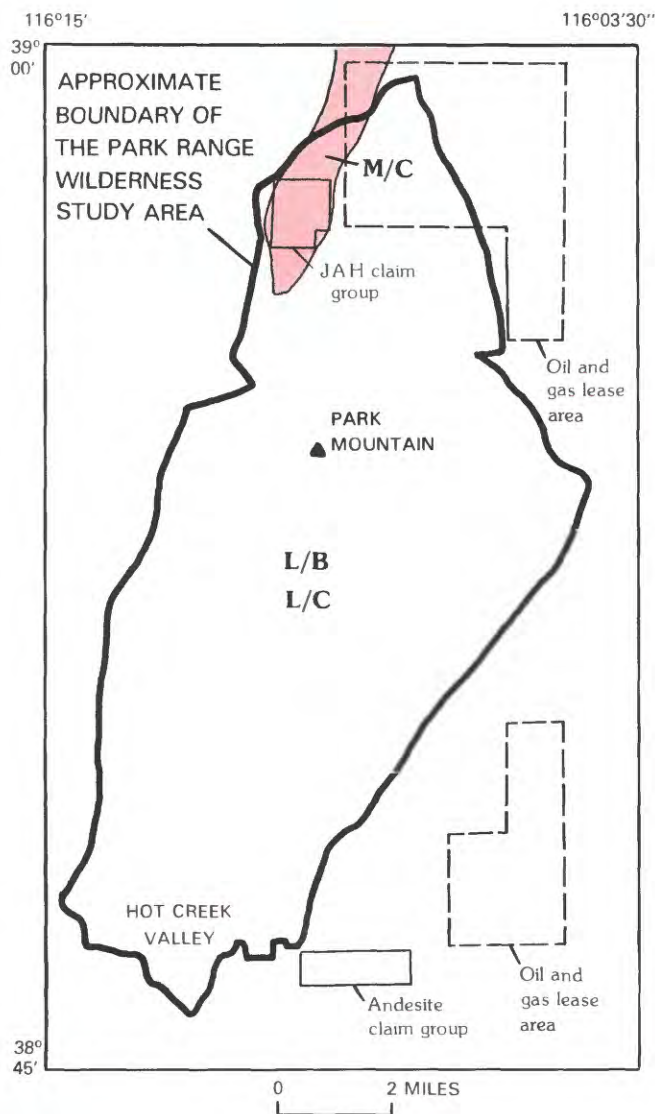 116°15'
116°03'30"
39°
00'
APPROXIMATE
BOUNDARY OF
THE PARK RANGE
WILDERNESS
STUDY AREA
M/C
JAH claim
group
Oil and
gas lease
area
PARK
MOUNTAIN
L/B
L/C
HOT CREEK
VALLEY
Andesite
claim group
Oil and
gas lease
area
38°
45'
0 2 MILES